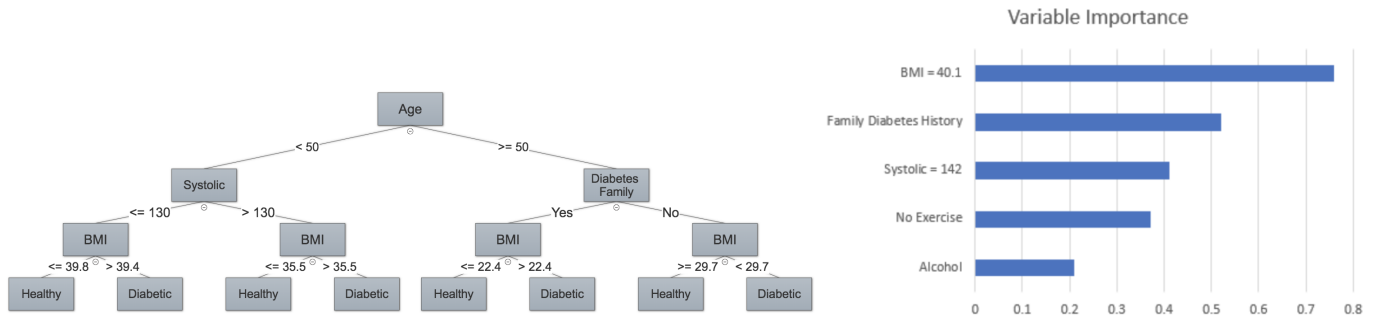 Age
< 50
>= 50
Systolic
Diabetes
Family
<= 130
> 130
Yes
No
BMI
BMI
BMI
BMI
<= 39.8
> 39.4
<= 35.5
> 35.5
<= 22.4
> 22.4
>= 29.7
< 29.7
Healthy
Diabetic
Healthy
Diabetic
Healthy
Diabetic
Healthy
Diabetic
Variable Importance
BMI = 40.1
Family Diabetes History
Systolic = 142
No Exercise
Alcohol
0 0.1 0.2 0.3 0.4 0.5 0.6 0.7 0.8